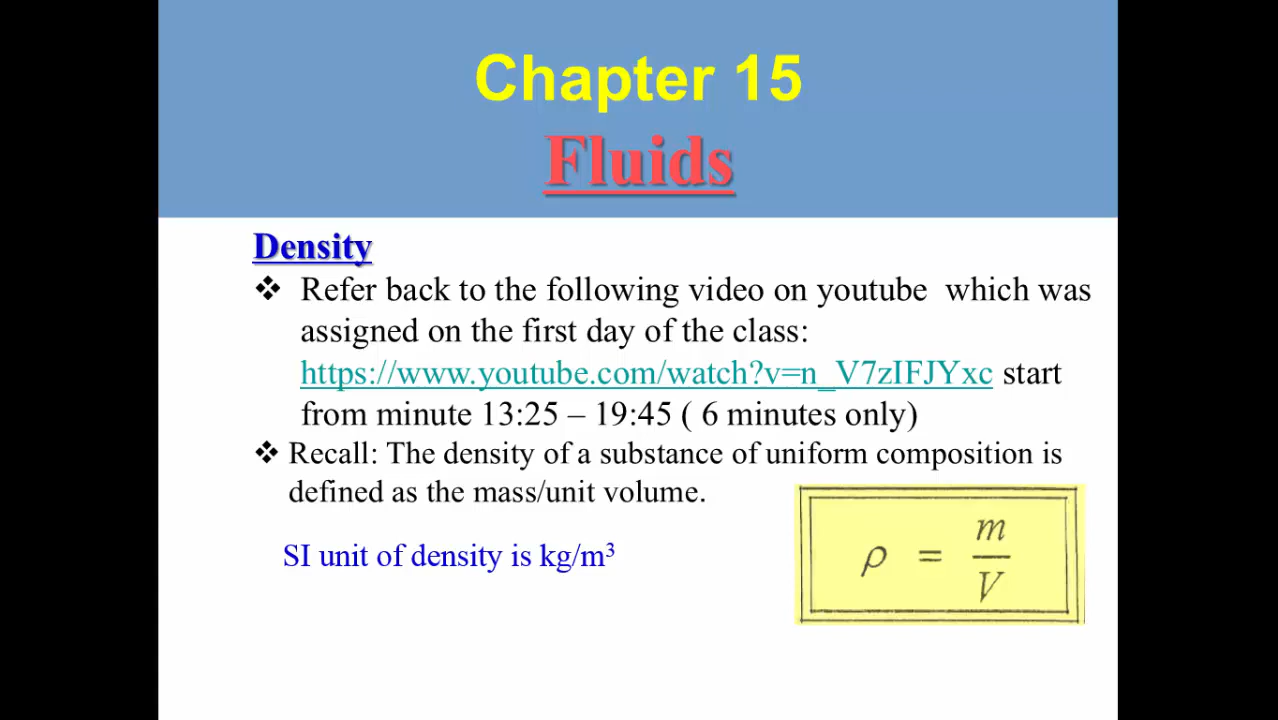 Chapter 15
Fluids
Density
❖ Refer back to the following video on youtube which was
assigned on the first day of the class:
https://www.youtube.com/watch?v=n_V7zIFJYxc start
from minute 13:25 – 19:45 ( 6 minutes only)
❖ Recall: The density of a substance of uniform composition is
defined as the mass/unit volume.
SI unit of density is kg/m³
ρ = m/V